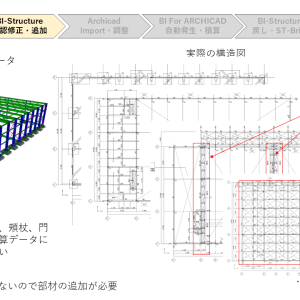 BI-Structure
認修正・追加
Archicad
Import・調整
BI For ARCHICAD
自動発生・積算
BI-Structure
戻し・ST-Br
ータ
実際の構造図
、頬杖、門
算データに
い
ないので部材の追加が必要